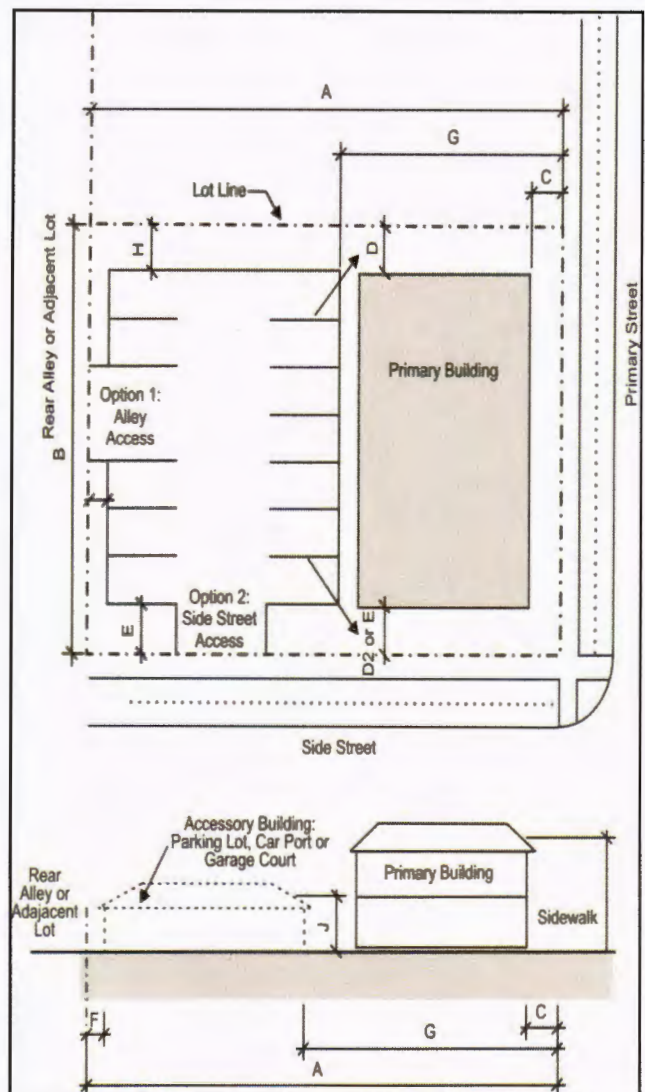 A
G
C
Lot Line
H
D
Rear Alley or Adjacent Lot
Primary Street
Primary Building
Option 1:
Alley
Access
B
Option 2:
Side Street
Access
E
D2 or E
Side Street
Accessory Building:
Parking Lot, Car Port or
Garage Court
Rear
Alley or
Adajacent
Lot
Primary Building
Sidewalk
J
F
C
G
A